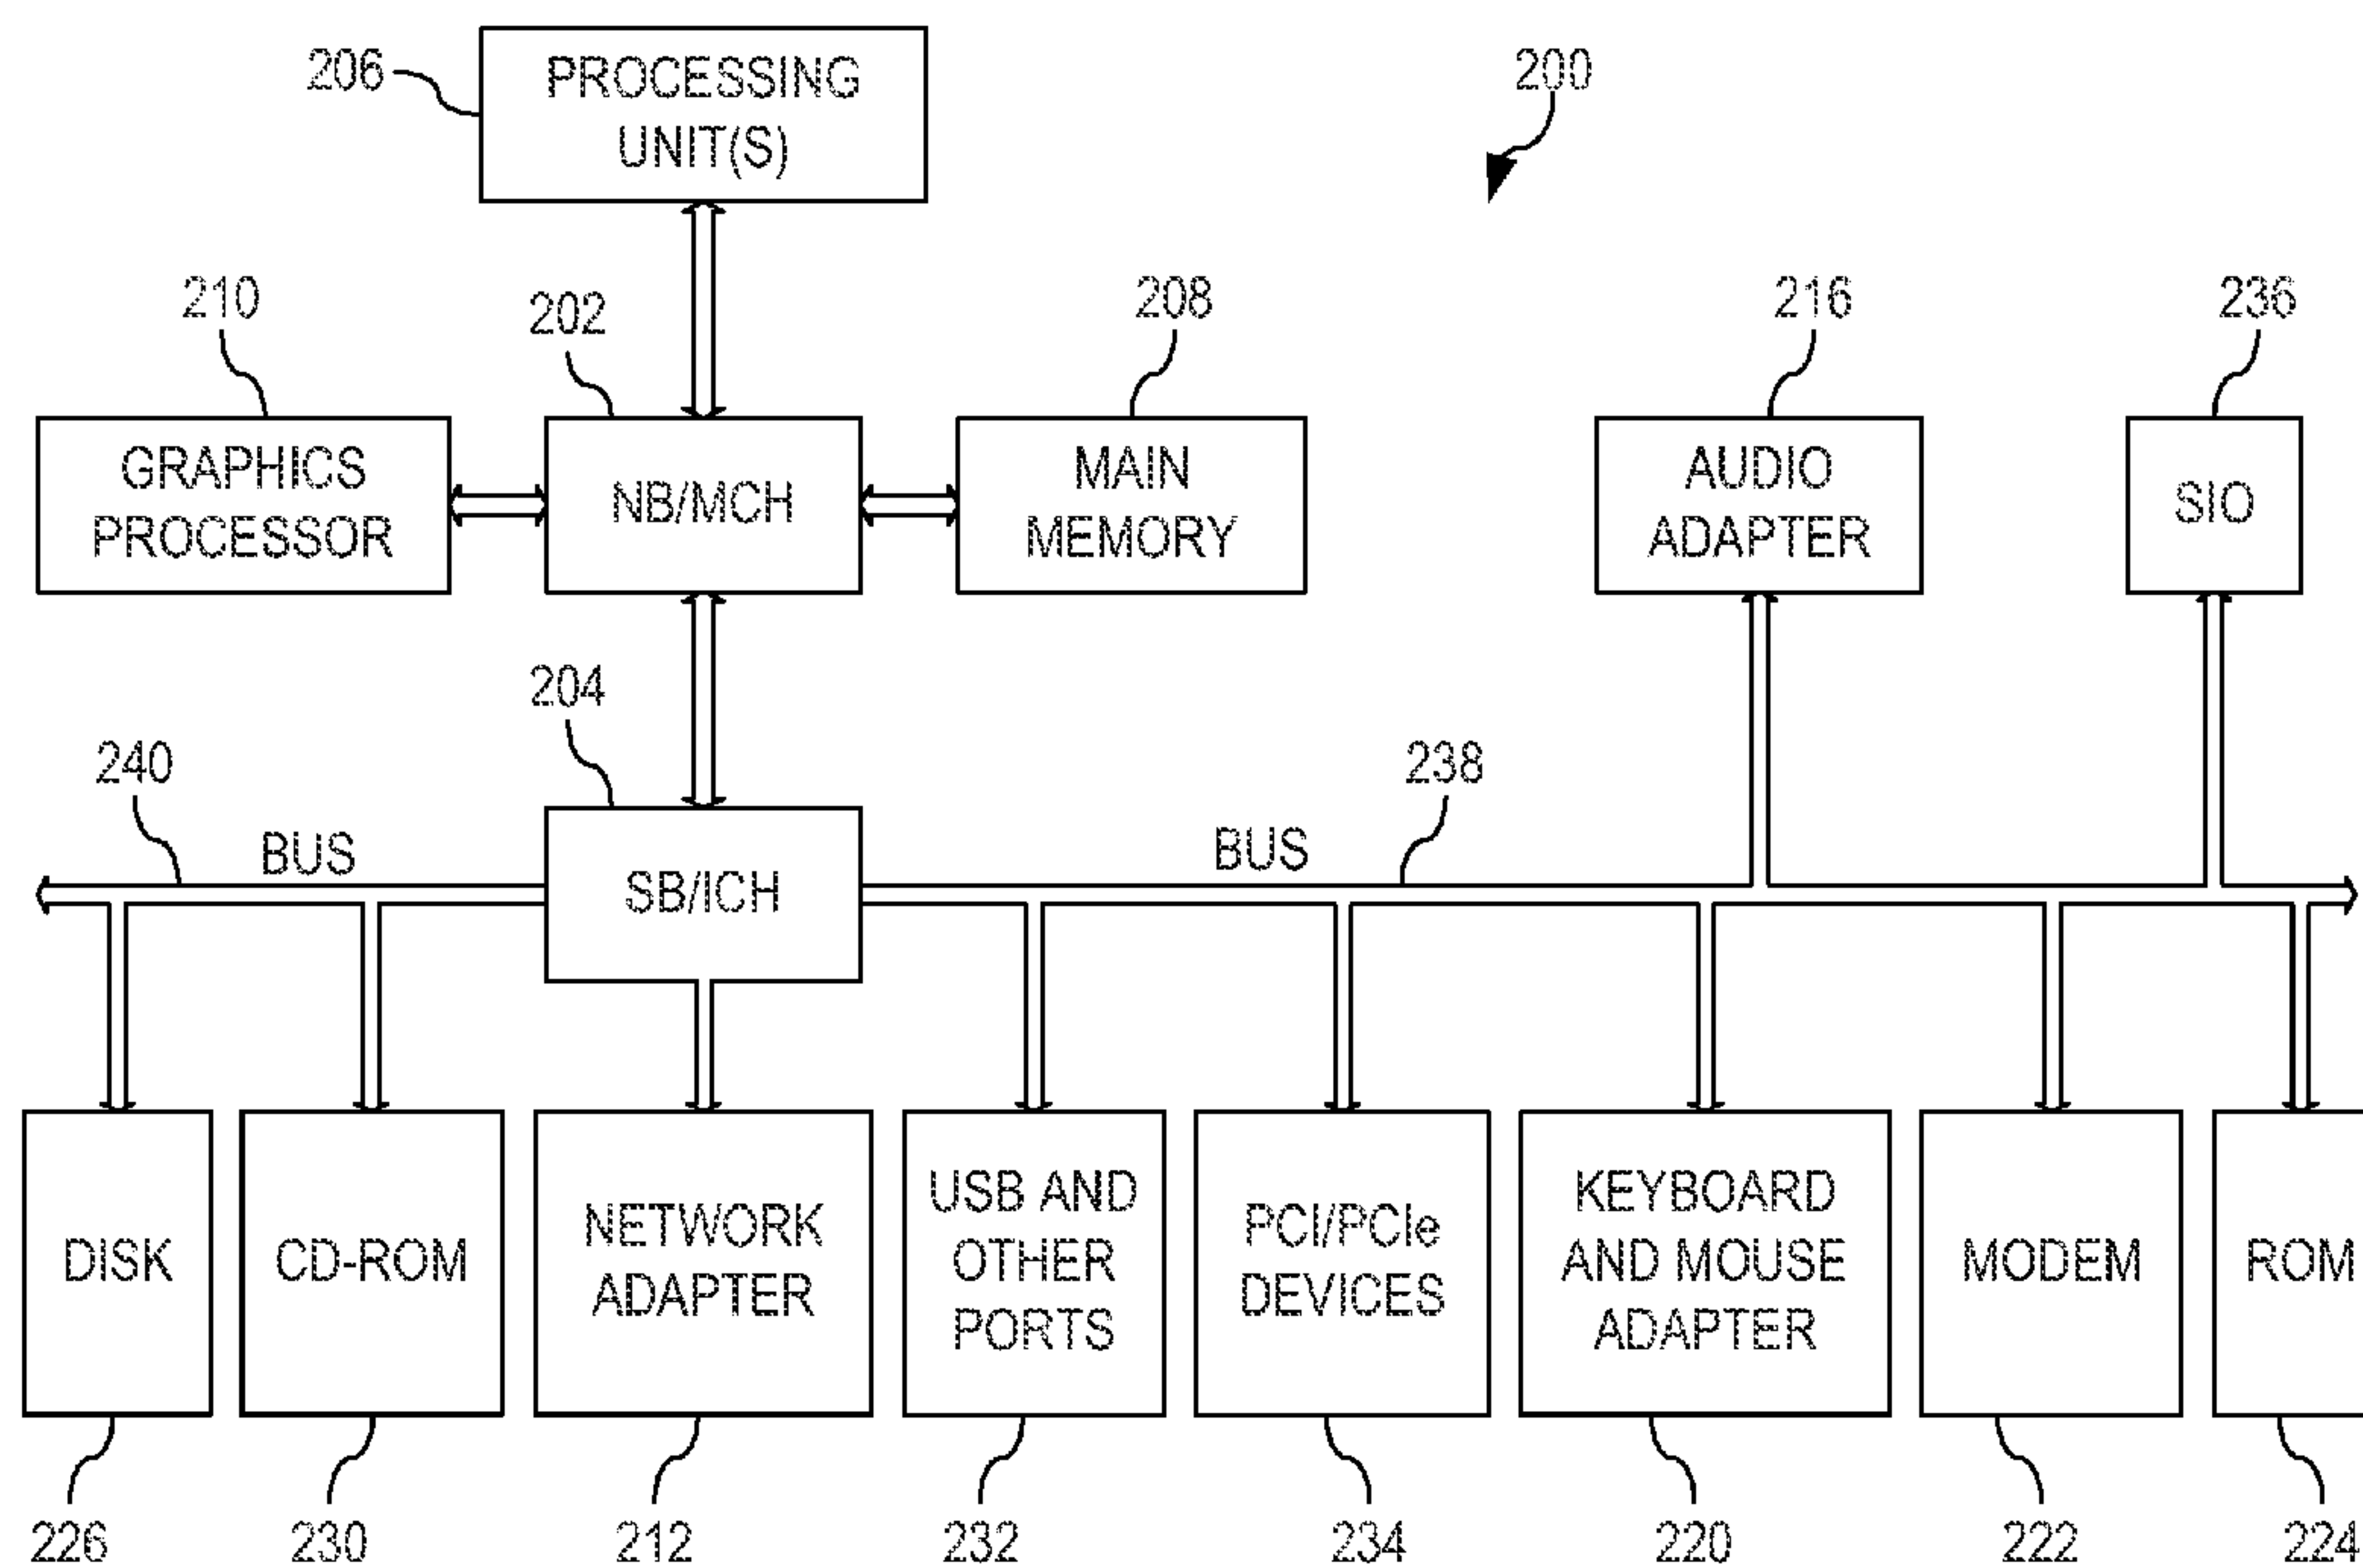 206
PROCESSING
UNIT(S)
200
210
202
208
216
236
GRAPHICS
PROCESSOR
NB/MCH
MAIN
MEMORY
AUDIO
ADAPTER
SIO
204
240
238
BUS
BUS
SB/ICH
DISK
CD-ROM
NETWORK
ADAPTER
USB AND
OTHER
PORTS
PCI/PCIe
DEVICES
KEYBOARD
AND MOUSE
ADAPTER
MODEM
ROM
226
230
212
232
234
220
222
224